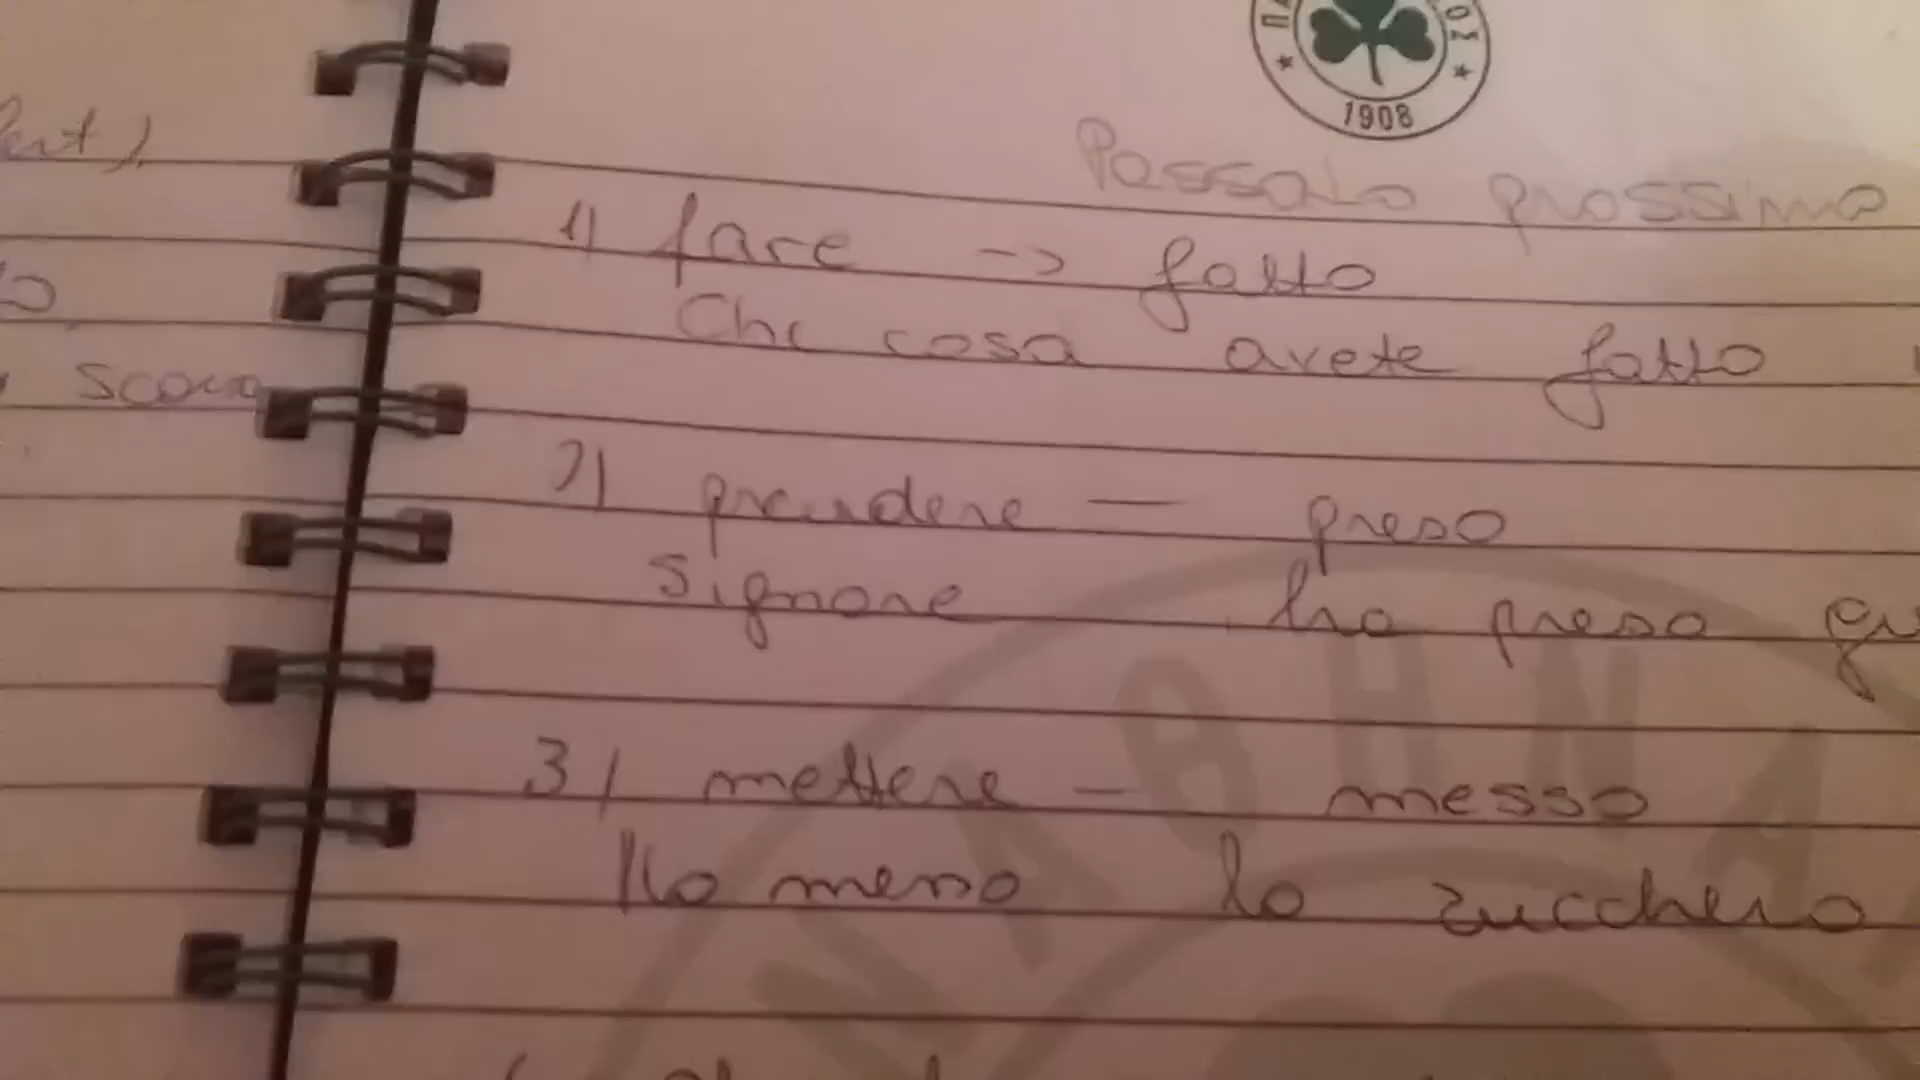 1908
Passato prossimo
1) fare -> fatto
Che cosa avete fatto
2) prendere — preso
Signore ho preso
3) mettere - messo
Ho messo lo zucchero